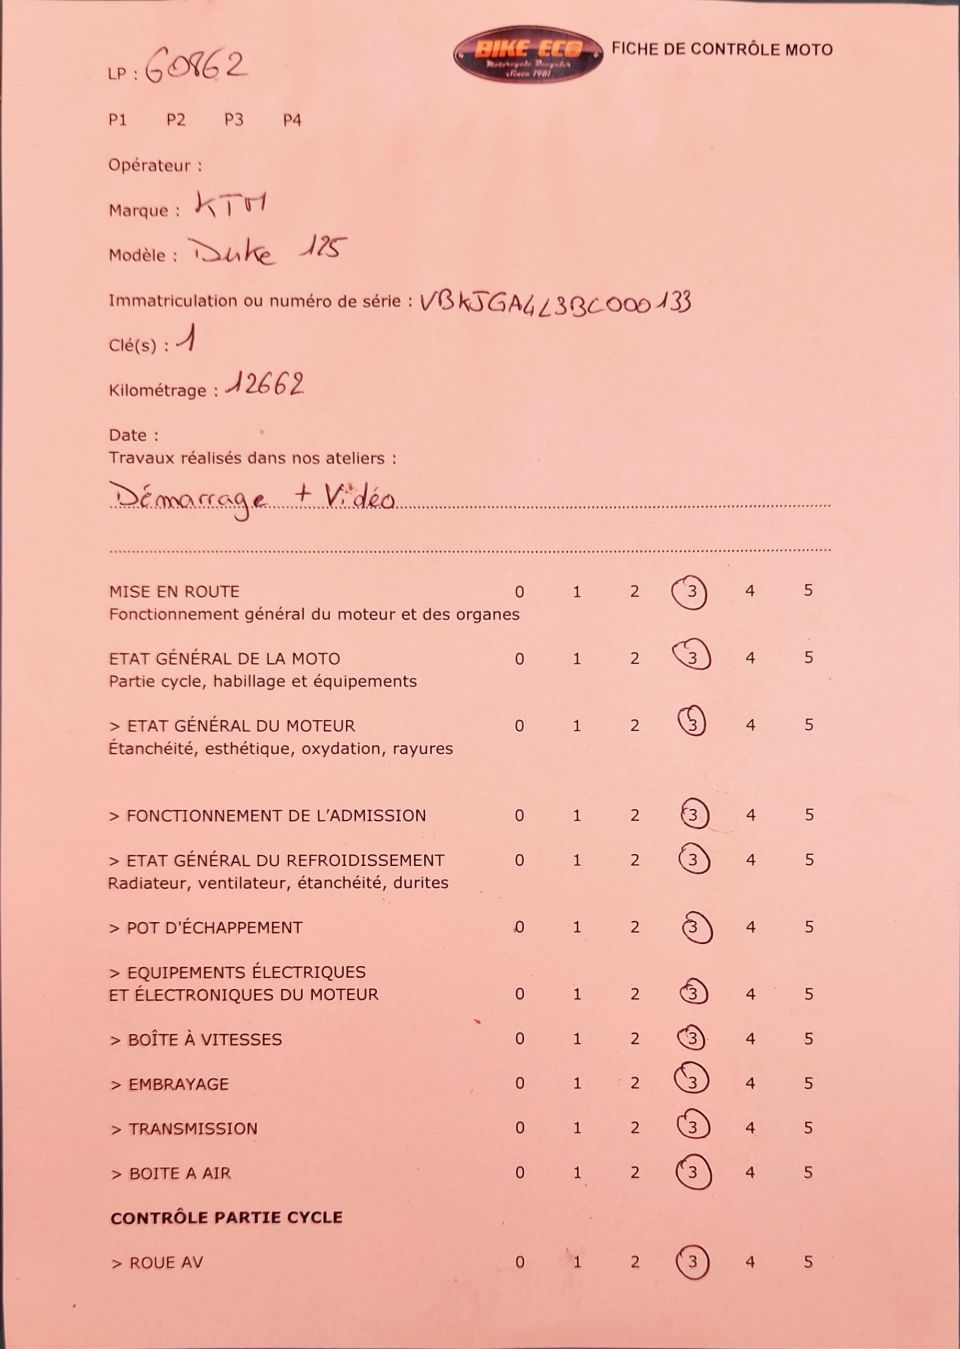 LP : 60862
BIKE ECO
Motorcycle Recycler
Since 1981
FICHE DE CONTRÔLE MOTO
P1 P2 P3 P4
Opérateur :
Marque : KTM
Modèle : Duke 125
Immatriculation ou numéro de série : VBKJGA4L3BC000133
Clé(s) : 1
Kilométrage : 12662
Date :
Travaux réalisés dans nos ateliers :
Démarrage + Vidéo
MISE EN ROUTE 0 1 2 3 4 5
Fonctionnement général du moteur et des organes
ETAT GÉNÉRAL DE LA MOTO 0 1 2 3 4 5
Partie cycle, habillage et équipements
> ETAT GÉNÉRAL DU MOTEUR 0 1 2 3 4 5
Étanchéité, esthétique, oxydation, rayures
> FONCTIONNEMENT DE L'ADMISSION 0 1 2 3 4 5
> ETAT GÉNÉRAL DU REFROIDISSEMENT 0 1 2 3 4 5
Radiateur, ventilateur, étanchéité, durites
> POT D'ÉCHAPPEMENT 0 1 2 3 4 5
> EQUIPEMENTS ÉLECTRIQUES
ET ÉLECTRONIQUES DU MOTEUR 0 1 2 3 4 5
> BOÎTE À VITESSES 0 1 2 3 4 5
> EMBRAYAGE 0 1 2 3 4 5
> TRANSMISSION 0 1 2 3 4 5
> BOITE A AIR 0 1 2 3 4 5
CONTRÔLE PARTIE CYCLE
> ROUE AV 0 1 2 3 4 5